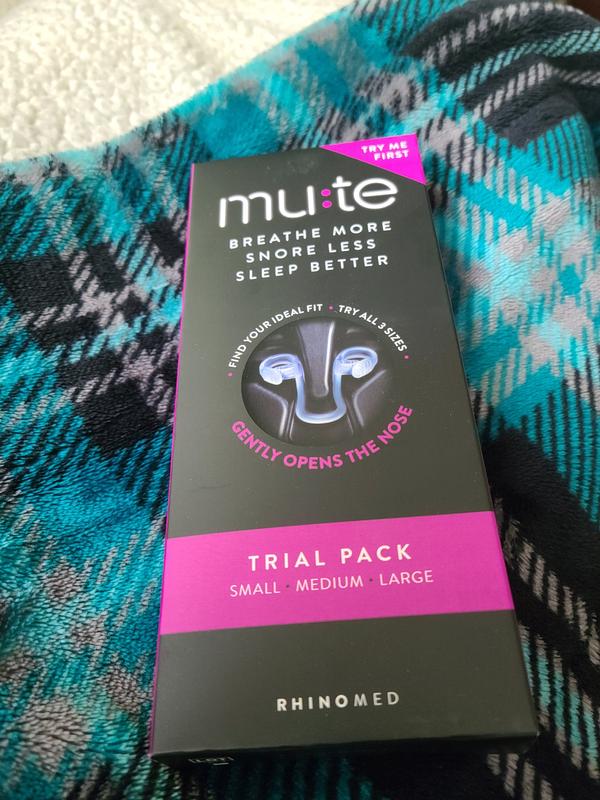 TRY ME
FIRST
mu:te
BREATHE MORE
SNORE LESS
SLEEP BETTER
• FIND YOUR IDEAL FIT • TRY ALL 3 SIZES •
GENTLY OPENS THE NOSE
TRIAL PACK
SMALL • MEDIUM • LARGE
RHINOMED